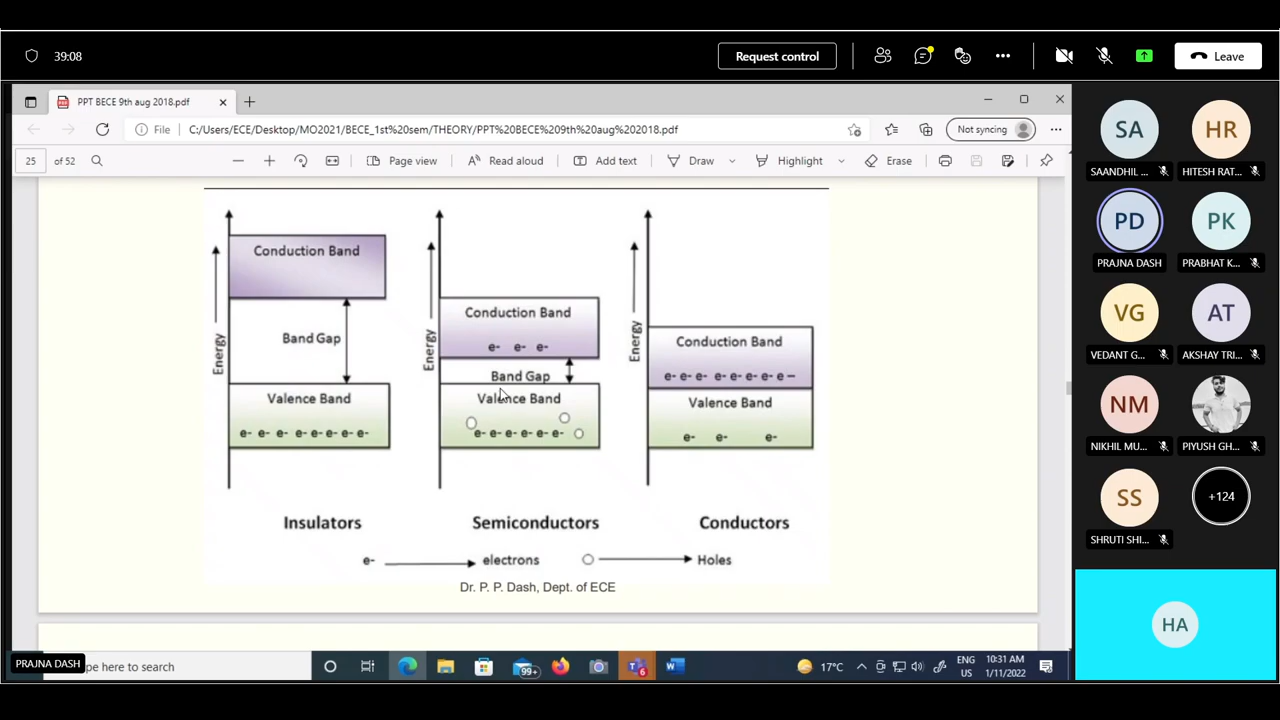 39:08
Request control
Leave
PPT BECE 9th aug 2018.pdf
File
C:/Users/ECE/Desktop/MO2021/BECE_1st%20sem/THEORY/PPT%20BECE%209th%20aug%202018.pdf
Not syncing
25 of 52
Page view
Read aloud
Add text
Draw
Highlight
Erase
Conduction Band
Band Gap
Valence Band
e- e- e- e- e- e- e-
Energy
Insulators
Conduction Band
e- e- e-
Band Gap
Valence Band
e- e- e- e- e- e-
Energy
Semiconductors
Conduction Band
e- e- e- e- e- e- e –
Valence Band
e- e- e-
Energy
Conductors
e- electrons
Holes
Dr. P. P. Dash, Dept. of ECE
SA
SAANDHIL ...
HR
HITESH RAT...
PD
PRAJNA DASH
PK
PRABHAT K...
VG
VEDANT G...
AT
AKSHAY TRI...
NM
NIKHIL MU...
PIYUSH GH...
SS
SHRUTI SHI...
+124
HA
PRAJNA DASH
pe here to search
99+
6
17°C
ENG
US
10:31 AM
1/11/2022